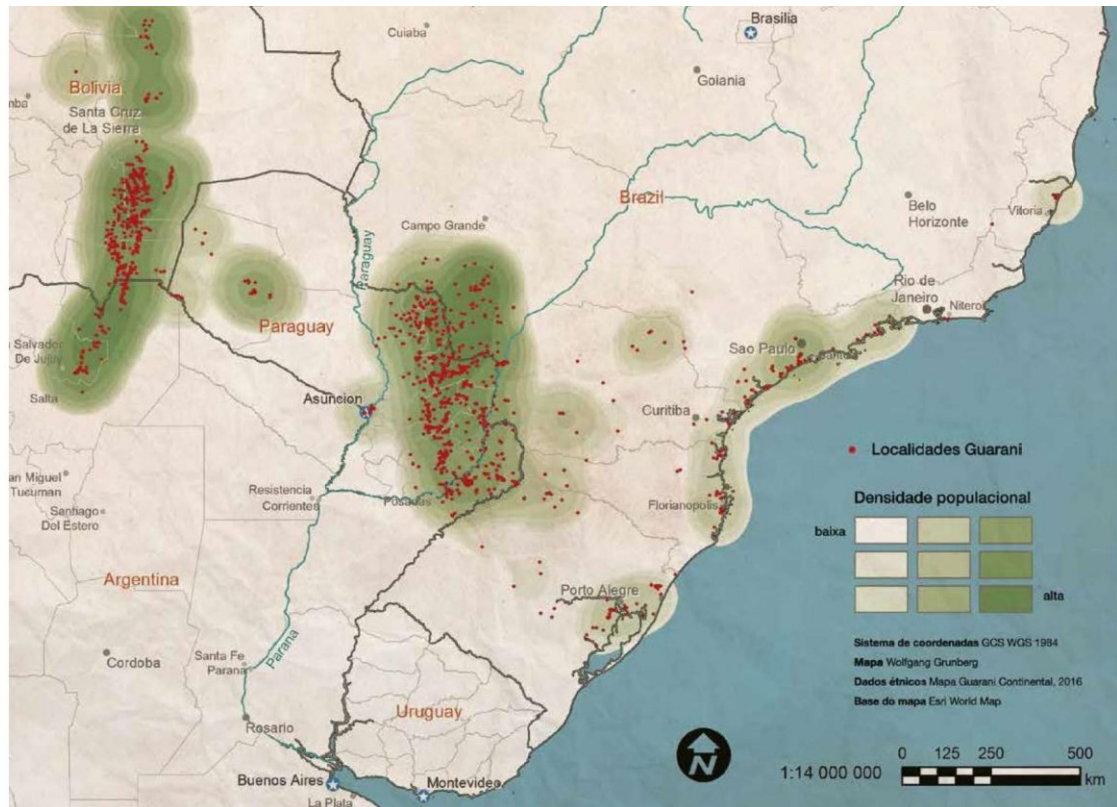 Brasilia
Cuiaba
Goiania
Bolivia
mba
Santa Cruz
de La Sierra
Brazil
Belo
Horizonte
Vitoria
Campo Grande
Paraguay
Rio de
Janeiro
Niteroi
Paraguay
Sao Paulo
Santos
n Salvador
De Jujuy
Salta
Asuncion
Curitiba
Localidades Guarani
an Miguel
Tucuman
Resistencia
Corrientes
Posadas
Florianopolis
Densidade populacional
Santiago
Del Estero
baixa
Argentina
Porto Alegre
alta
Sistema de coordenadas GCS WGS 1984
Mapa Wolfgang Grunberg
Cordoba
Santa Fe
Parana
Parana
Dados étnicos Mapa Guarani Continental, 2016
Base do mapa Esri World Map
Uruguay
Rosario
N
0 125 250 500
1:14 000 000
km
Buenos Aires
Montevideo
La Plata